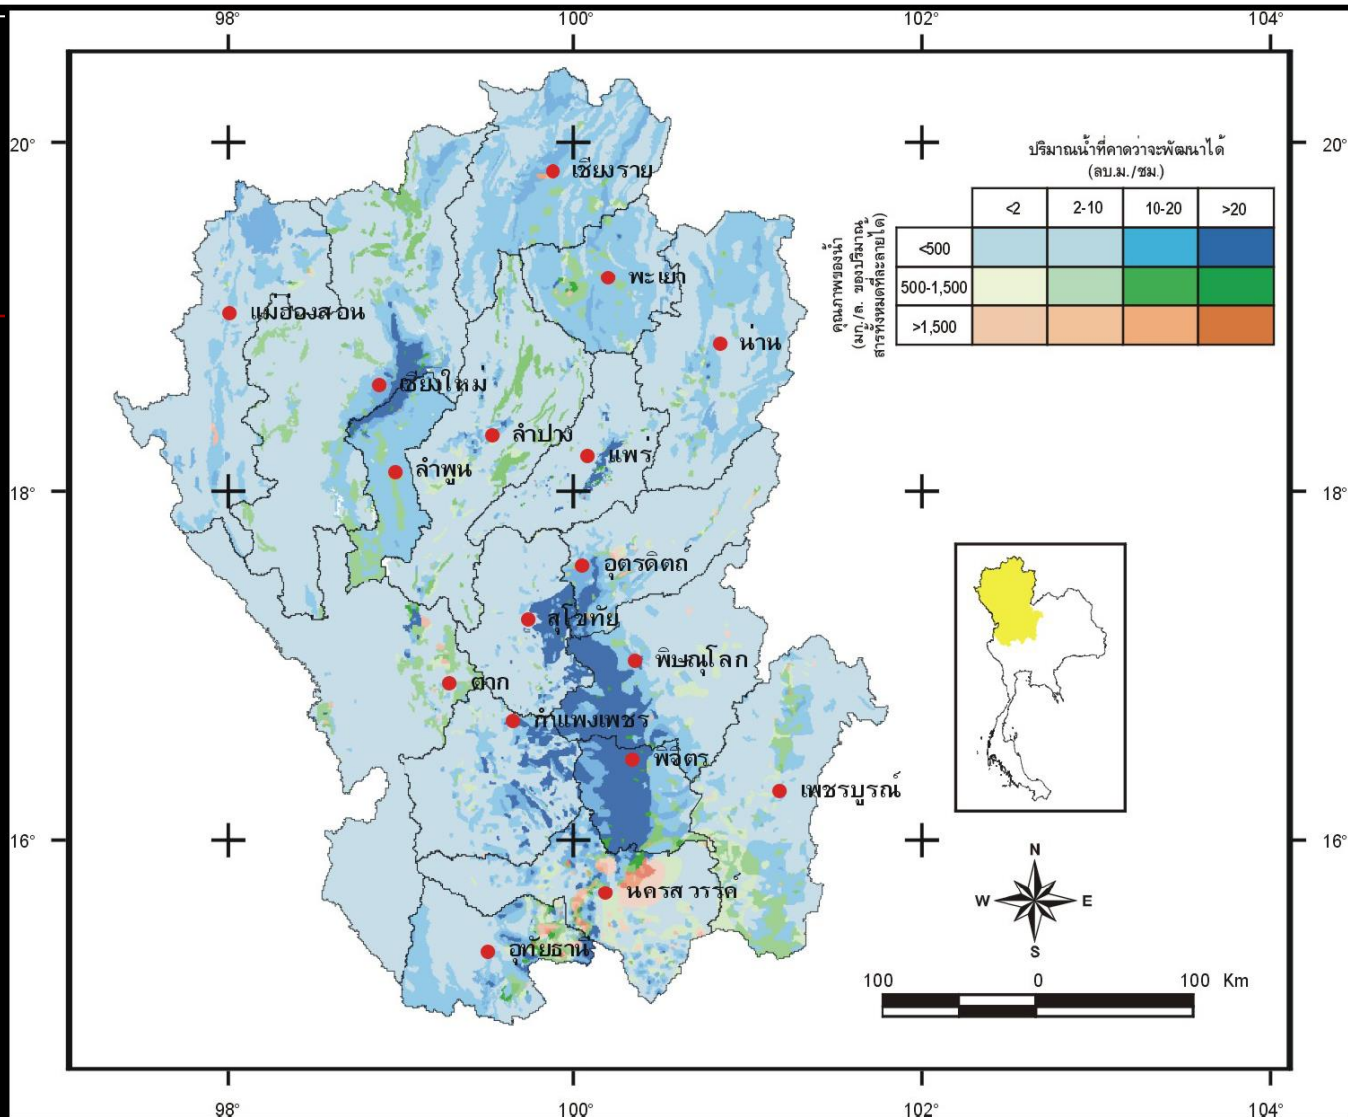 98° 100° 102° 104°
20° 20°
ปริมาณน้ำที่คาดว่าจะพัฒนาได้
(ลบ.ม./ชม.)
<2 2-10 10-20 >20
คุณภาพของน้ำ
(มก./ล. ของปริมาณ
สารทั้งหมดที่ละลายได้)
<500
500-1,500
>1,500
เชียงราย
พะเยา
แม่ฮ่องสอน
น่าน
เชียงใหม่
ลำปาง
แพร่
ลำพูน
18° 18°
อุตรดิตถ์
สุโขทัย
พิษณุโลก
ตาก
กำแพงเพชร
พิจิตร
เพชรบูรณ์
16° 16°
นครสวรรค์
อุทัยธานี
N
W E
S
100 0 100 Km
98° 100° 102° 104°